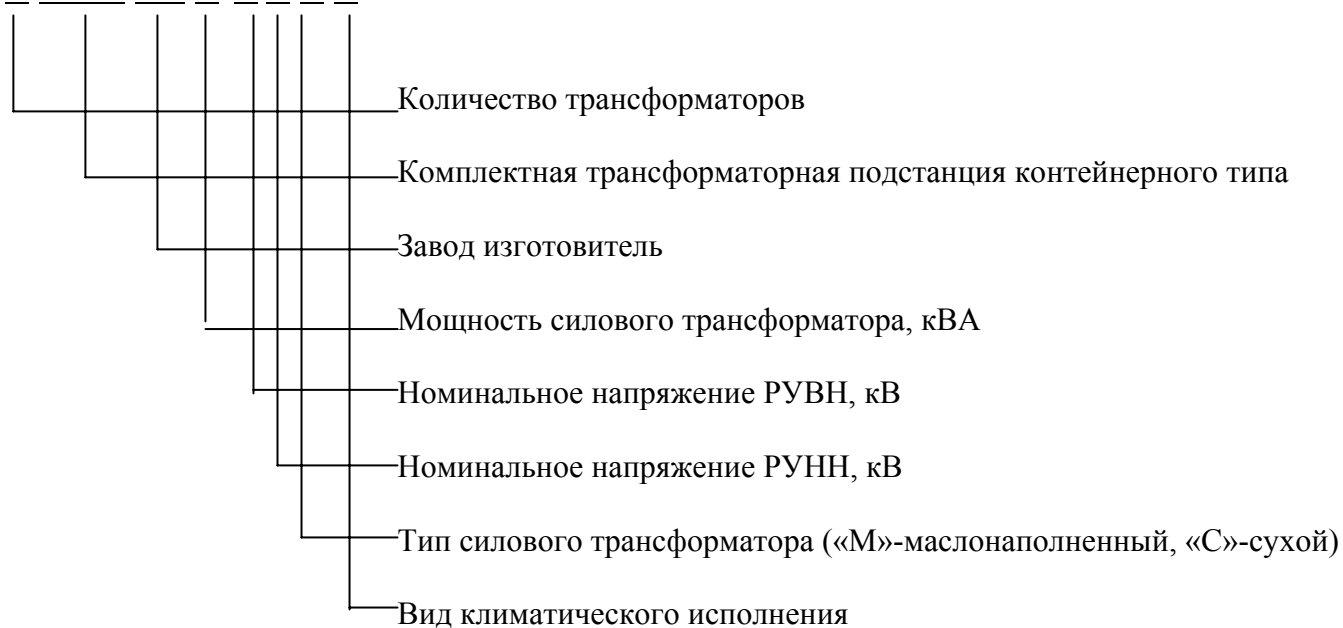 Количество трансформаторов
Комплектная трансформаторная подстанция контейнерного типа
Завод изготовитель
Мощность силового трансформатора, кВА
Номинальное напряжение РУВН, кВ
Номинальное напряжение РУНН, кВ
Тип силового трансформатора («М»-маслонаполненный, «С»-сухой)
Вид климатического исполнения